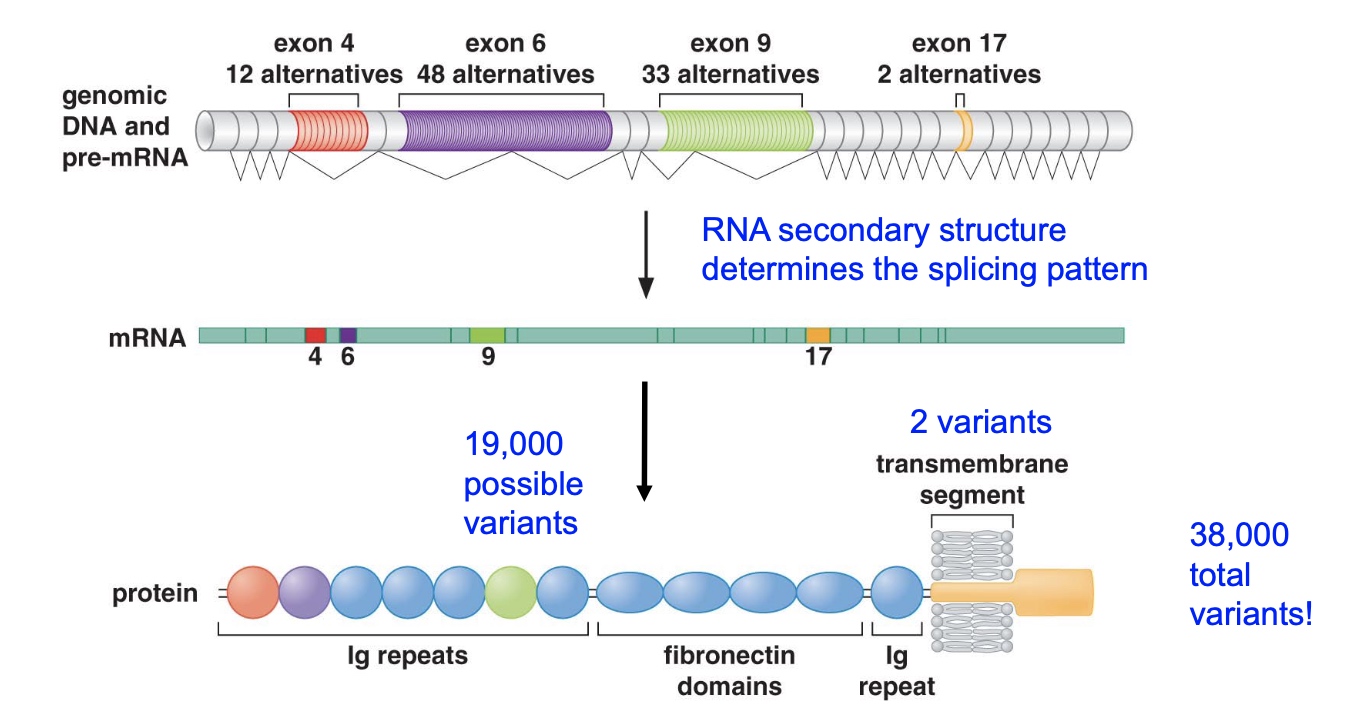 exon 4
12 alternatives
exon 6
48 alternatives
exon 9
33 alternatives
exon 17
2 alternatives
genomic
DNA and
pre-mRNA
RNA secondary structure
determines the splicing pattern
mRNA
4
6
9
17
19,000
possible
variants
2 variants
transmembrane
segment
38,000
total
variants!
protein
Ig repeats
fibronectin
domains
Ig
repeat